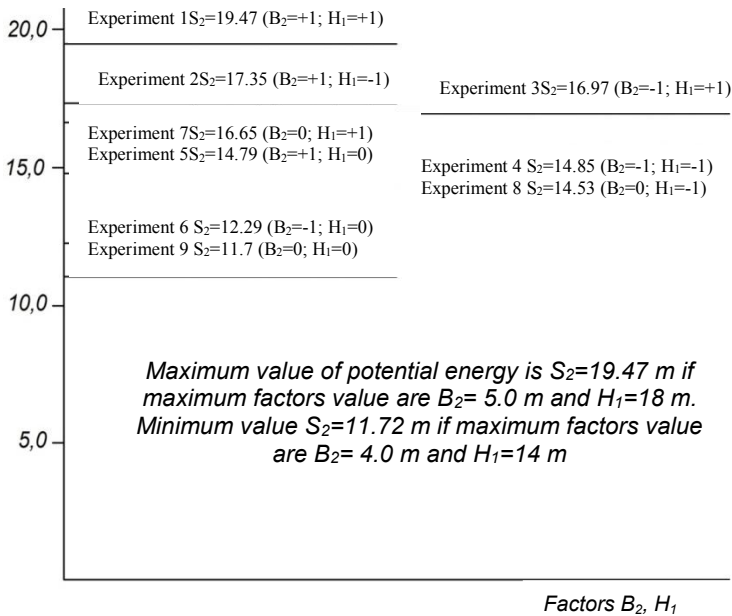 20,0
Experiment 1S₂=19.47 (B₂=+1; H₁=+1)
Experiment 2S₂=17.35 (B₂=+1; H₁=-1)
Experiment 3S₂=16.97 (B₂=-1; H₁=+1)
Experiment 7S₂=16.65 (B₂=0; H₁=+1)
15,0
Experiment 5S₂=14.79 (B₂=+1; H₁=0)
Experiment 4 S₂=14.85 (B₂=-1; H₁=-1)
Experiment 8 S₂=14.53 (B₂=0; H₁=-1)
Experiment 6 S₂=12.29 (B₂=-1; H₁=0)
Experiment 9 S₂=11.7 (B₂=0; H₁=0)
10,0
Maximum value of potential energy is S₂=19.47 m if
maximum factors value are B₂= 5.0 m and H₁=18 m.
Minimum value S₂=11.72 m if maximum factors value
are B₂= 4.0 m and H₁=14 m
5,0
Factors B₂, H₁